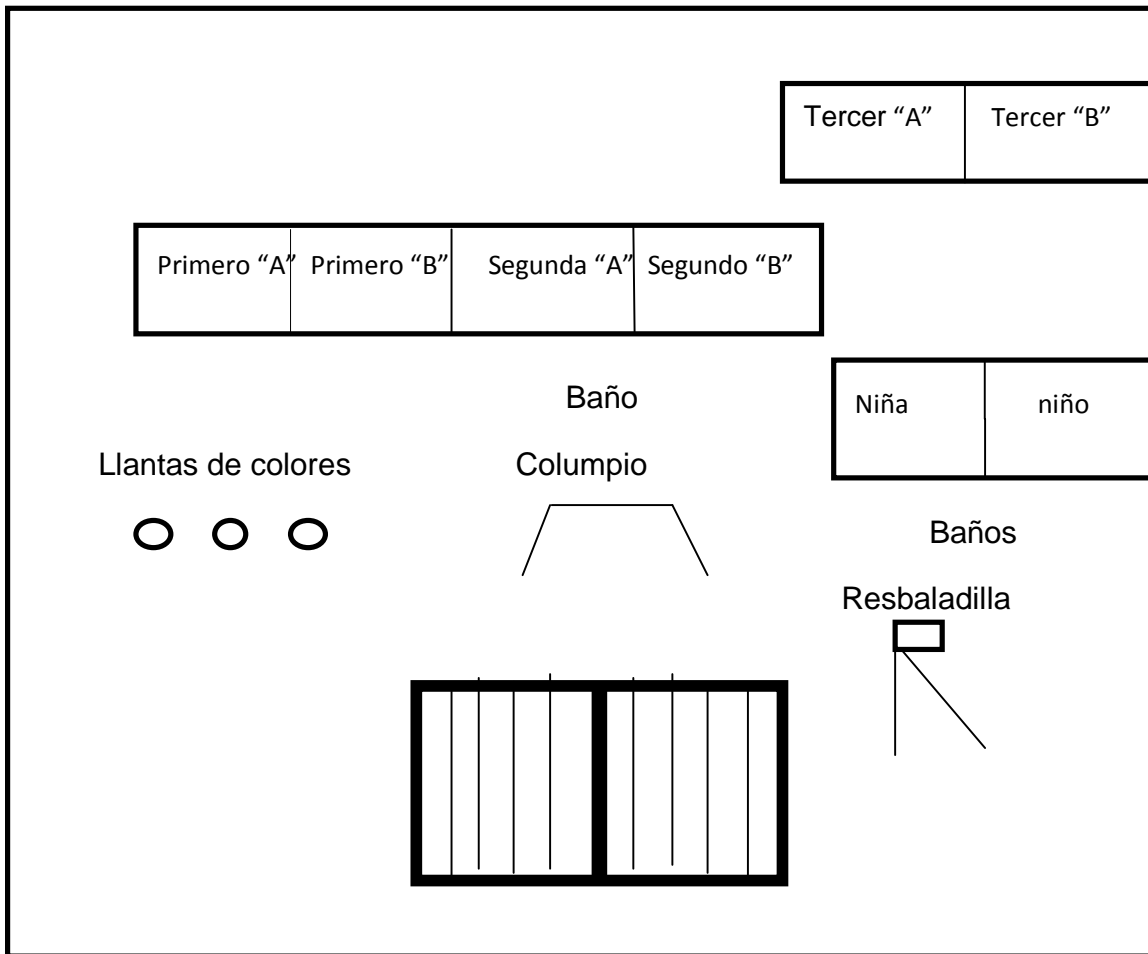 Tercer “A” Tercer “B”
Primero “A” Primero “B” Segunda “A” Segundo “B”
Baño
Niña niño
Llantas de colores Columpio
Baños
Resbaladilla